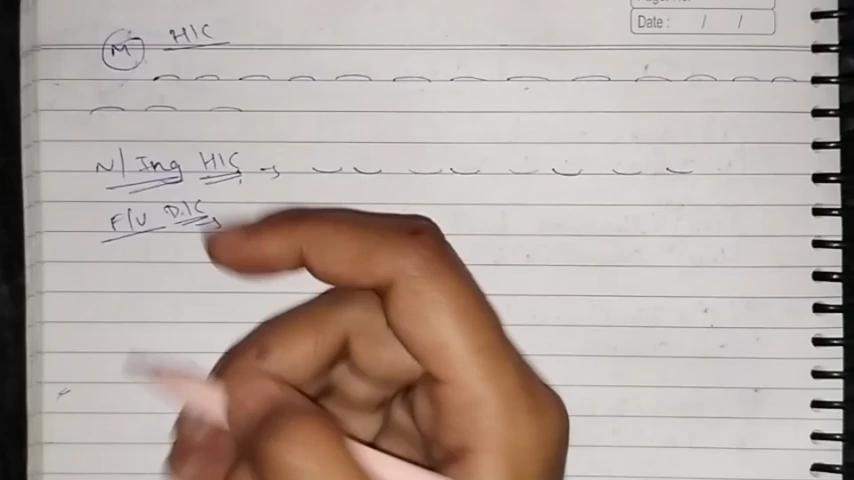 Date : / /
M H/C
N/Ing H/C →
F/U D/C